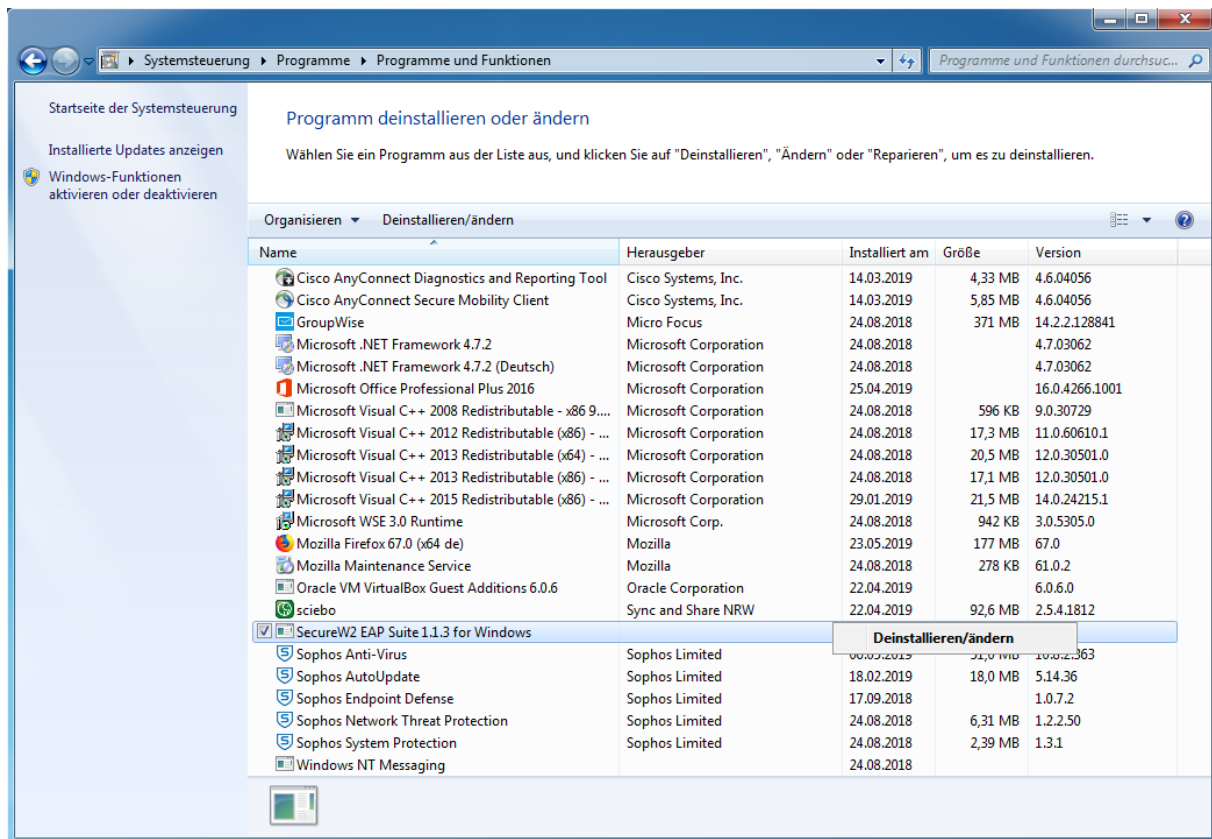 Systemsteuerung Programme Programme und Funktionen Programme und Funktionen durchsuc...
Startseite der Systemsteuerung
Installierte Updates anzeigen
Windows-Funktionen
aktivieren oder deaktivieren
Programm deinstallieren oder ändern
Wählen Sie ein Programm aus der Liste aus, und klicken Sie auf "Deinstallieren", "Ändern" oder "Reparieren", um es zu deinstallieren.
Organisieren Deinstallieren/ändern
Name Herausgeber Installiert am Größe Version
Cisco AnyConnect Diagnostics and Reporting Tool Cisco Systems, Inc. 14.03.2019 4,33 MB 4.6.04056
Cisco AnyConnect Secure Mobility Client Cisco Systems, Inc. 14.03.2019 5,85 MB 4.6.04056
GroupWise Micro Focus 24.08.2018 371 MB 14.2.2.128841
Microsoft .NET Framework 4.7.2 Microsoft Corporation 24.08.2018 4.7.03062
Microsoft .NET Framework 4.7.2 (Deutsch) Microsoft Corporation 24.08.2018 4.7.03062
Microsoft Office Professional Plus 2016 Microsoft Corporation 25.04.2019 16.0.4266.1001
Microsoft Visual C++ 2008 Redistributable - x86 9.... Microsoft Corporation 24.08.2018 596 KB 9.0.30729
Microsoft Visual C++ 2012 Redistributable (x86) - ... Microsoft Corporation 24.08.2018 17,3 MB 11.0.60610.1
Microsoft Visual C++ 2013 Redistributable (x64) - ... Microsoft Corporation 24.08.2018 20,5 MB 12.0.30501.0
Microsoft Visual C++ 2013 Redistributable (x86) - ... Microsoft Corporation 24.08.2018 17,1 MB 12.0.30501.0
Microsoft Visual C++ 2015 Redistributable (x86) - ... Microsoft Corporation 29.01.2019 21,5 MB 14.0.24215.1
Microsoft WSE 3.0 Runtime Microsoft Corp. 24.08.2018 942 KB 3.0.5305.0
Mozilla Firefox 67.0 (x64 de) Mozilla 23.05.2019 177 MB 67.0
Mozilla Maintenance Service Mozilla 24.08.2018 278 KB 61.0.2
Oracle VM VirtualBox Guest Additions 6.0.6 Oracle Corporation 22.04.2019 6.0.6.0
sciebo Sync and Share NRW 22.04.2019 92,6 MB 2.5.4.1812
SecureW2 EAP Suite 1.1.3 for Windows Deinstallieren/ändern
Sophos Anti-Virus Sophos Limited
Sophos AutoUpdate Sophos Limited 18.02.2019 18,0 MB 5.14.36
Sophos Endpoint Defense Sophos Limited 17.09.2018 1.0.7.2
Sophos Network Threat Protection Sophos Limited 24.08.2018 6,31 MB 1.2.2.50
Sophos System Protection Sophos Limited 24.08.2018 2,39 MB 1.3.1
Windows NT Messaging 24.08.2018